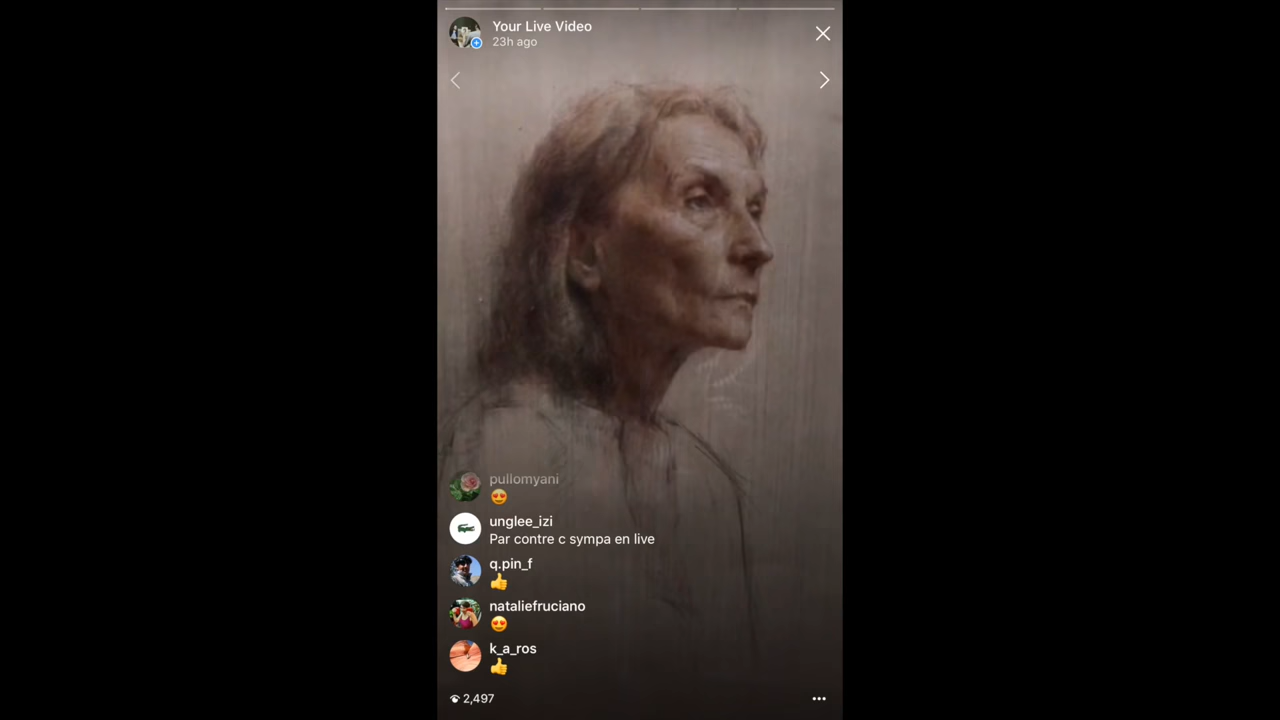 Your Live Video
23h ago
pullomyani
😍
unglee_izi
Par contre c sympa en live
q.pin_f
👍
nataliefruciano
😍
k_a_ros
👍
2,497